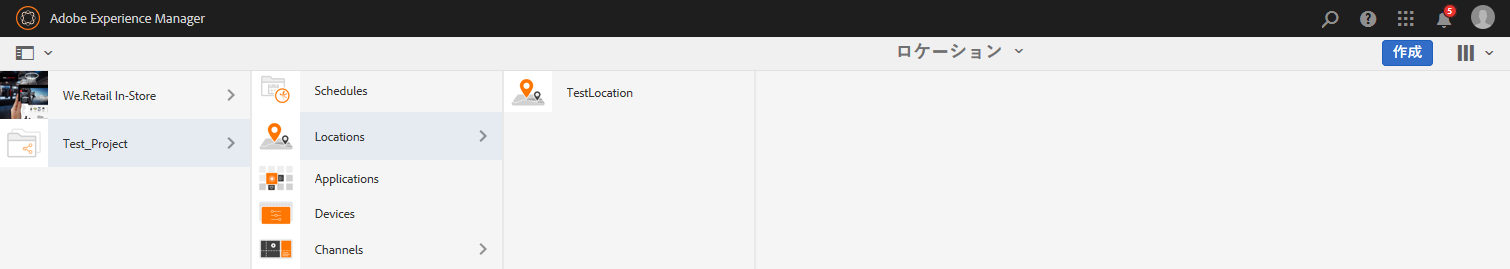 Adobe Experience Manager
5
ロケーション
作成
We.Retail In-Store
Test_Project
Schedules
Locations
Applications
Devices
Channels
TestLocation